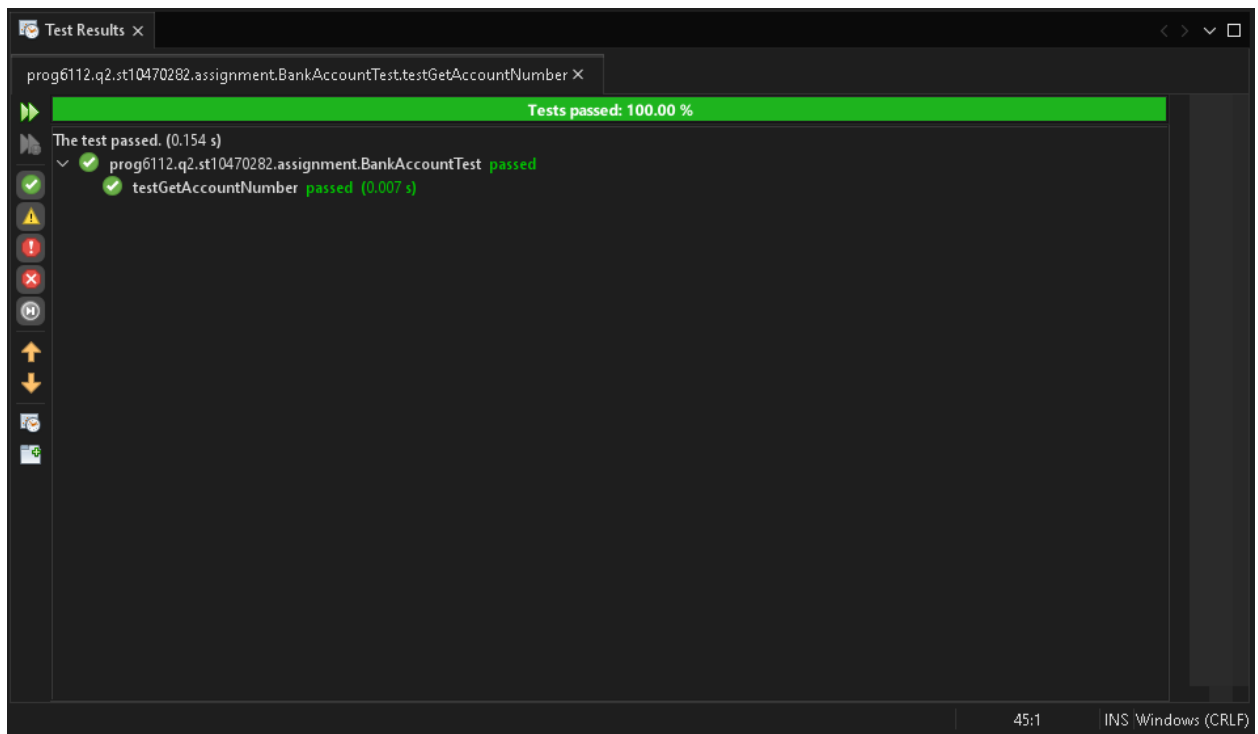 Test Results
prog6112.q2.st10470282.assignment.BankAccountTest.testGetAccountNumber
Tests passed: 100.00 %
The test passed. (0.154 s)
prog6112.q2.st10470282.assignment.BankAccountTest passed
testGetAccountNumber passed (0.007 s)
45:1 INS Windows (CRLF)